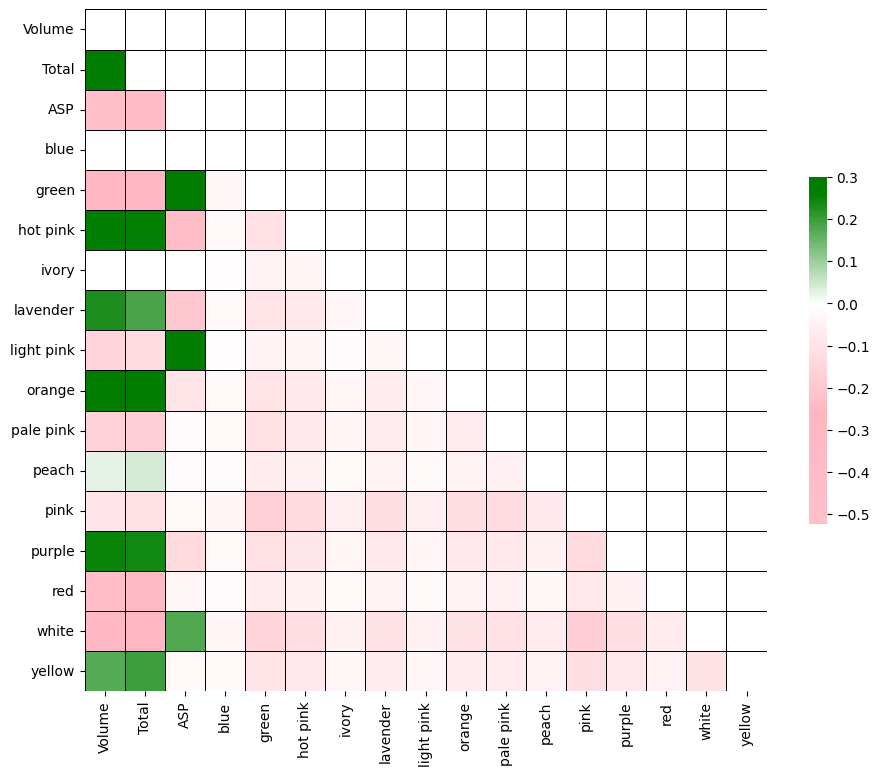 Volume
Total
ASP
blue
green
hot pink
ivory
lavender
light pink
orange
pale pink
peach
pink
purple
red
white
yellow
Volume
Total
ASP
blue
green
hot pink
ivory
lavender
light pink
orange
pale pink
peach
pink
purple
red
white
yellow
0.3
0.2
0.1
0.0
−0.1
−0.2
−0.3
−0.4
−0.5